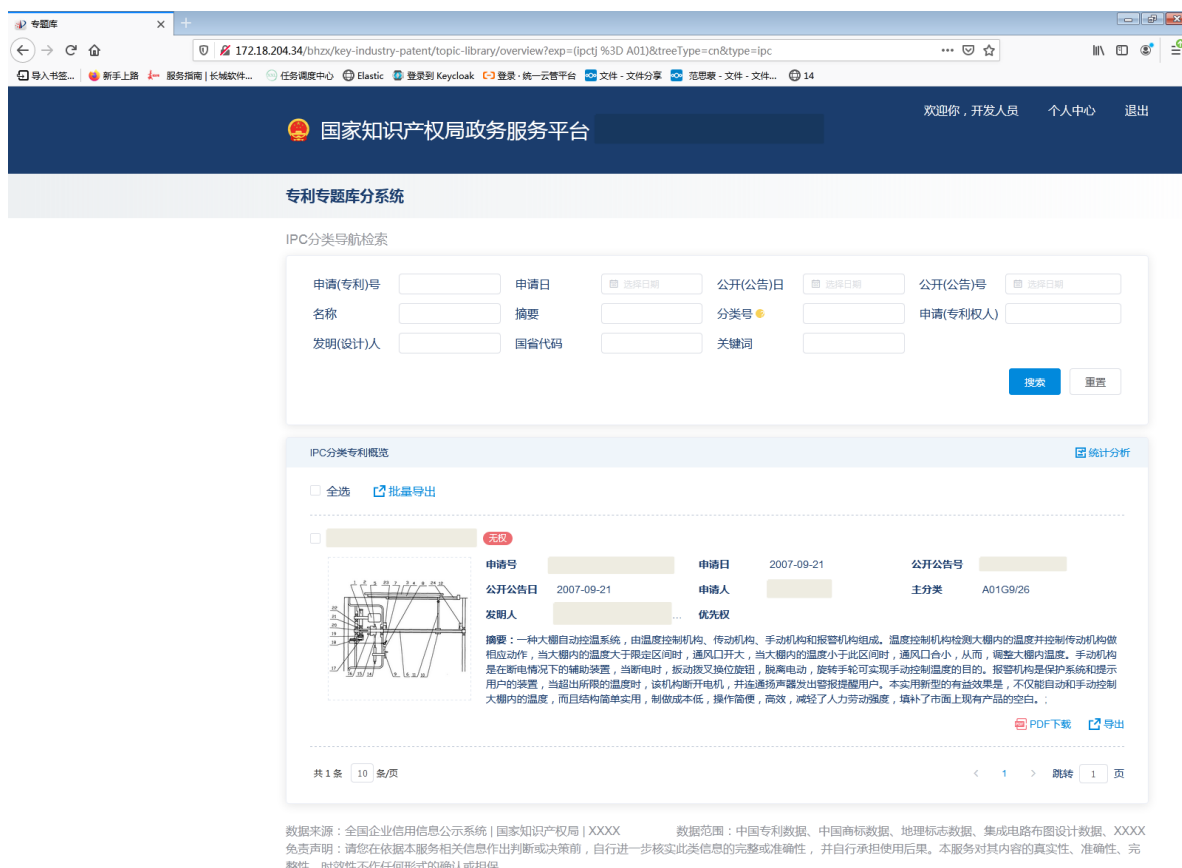 专题库
172.18.204.34/bhzx/key-industry-patent/topic-library/overview?exp=(ipctj %3D A01)&treeType=cn&type=ipc
导入书签... 新手上路 服务指南 | 长城软件... 任务调度中心 Elastic 登录到 Keycloak 登录 - 统一云管平台 文件 - 文件分享 范思蒙 - 文件 - 文件... 14
欢迎你，开发人员 个人中心 退出
国家知识产权局政务服务平台
专利专题库分系统
IPC分类导航检索
申请(专利)号 申请日 选择日期 公开(公告)日 选择日期 公开(公告)号 选择日期
名称 摘要 分类号 申请(专利权人)
发明(设计)人 国省代码 关键词
搜索 重置
IPC分类专利概览 统计分析
全选 批量导出
无权
申请号 申请日 2007-09-21 公开公告号
公开公告日 2007-09-21 申请人 主分类 A01G9/26
发明人 ... 优先权
摘要：一种大棚自动控温系统，由温度控制机构、传动机构、手动机构和报警机构组成。温度控制机构检测大棚内的温度并控制传动机构做
相应动作，当大棚内的温度大于限定区间时，通风口开大，当大棚内的温度小于此区间时，通风口合小，从而，调整大棚内温度。手动机构
是在断电情况下的辅助装置，当断电时，扳动拨叉换位旋钮，脱离电动，旋转手轮可实现手动控制温度的目的。报警机构是保护系统和提示
用户的装置，当超出所限的温度时，该机构断开电机，并连通扬声器发出警报提醒用户。本实用新型的有益效果是，不仅能自动和手动控制
大棚内的温度，而且结构简单实用，制做成本低，操作简便，高效，减轻了人力劳动强度，填补了市面上现有产品的空白。;
PDF下载 导出
共 1 条 10 条/页 1 跳转 1 页
数据来源：全国企业信用信息公示系统 | 国家知识产权局 | XXXX 数据范围：中国专利数据、中国商标数据、地理标志数据、集成电路布图设计数据、XXXX
免责声明：请您在依据本服务相关信息作出判断或决策前，自行进一步核实此类信息的完整或准确性，并自行承担使用后果。本服务对其内容的真实性、准确性、完
整性、时效性不作任何形式的确认或担保